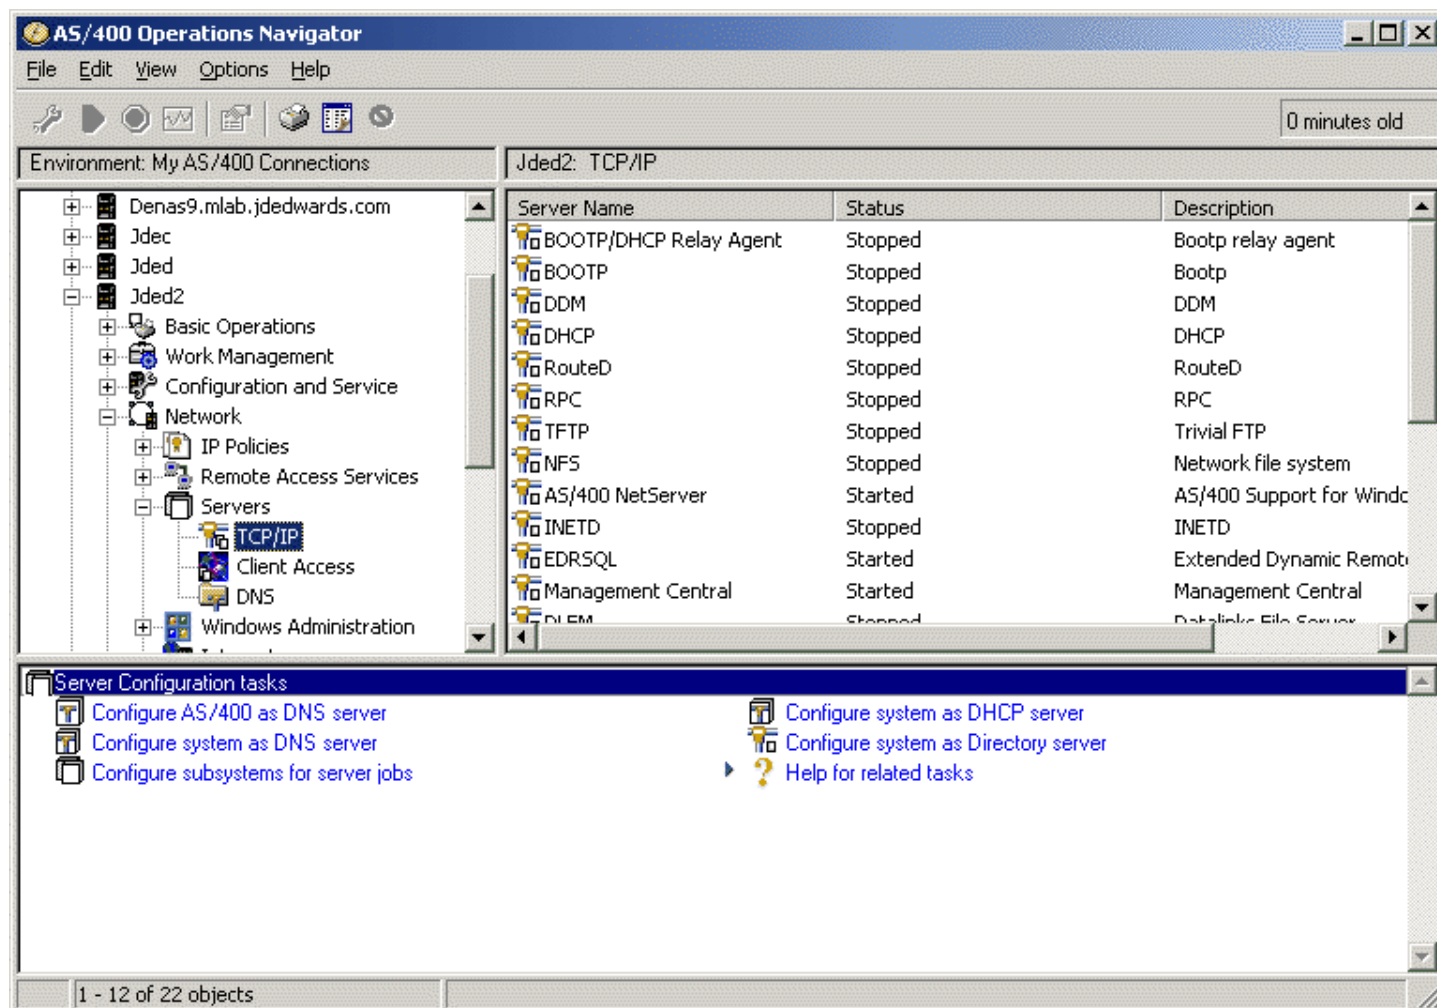 AS/400 Operations Navigator
File Edit View Options Help
0 minutes old
Environment: My AS/400 Connections
Jded2: TCP/IP
Denas9.mlab.jdedwards.com
Jdec
Jded
Jded2
Basic Operations
Work Management
Configuration and Service
Network
IP Policies
Remote Access Services
Servers
TCP/IP
Client Access
DNS
Windows Administration
Server Name Status Description
BOOTP/DHCP Relay Agent Stopped Bootp relay agent
BOOTP Stopped Bootp
DDM Stopped DDM
DHCP Stopped DHCP
RouteD Stopped RouteD
RPC Stopped RPC
TFTP Stopped Trivial FTP
NFS Stopped Network file system
AS/400 NetServer Started AS/400 Support for Windo
INETD Stopped INETD
EDRSQL Started Extended Dynamic Remot
Management Central Started Management Central
DLFM Stopped Datalinks File Server
Server Configuration tasks
Configure AS/400 as DNS server
Configure system as DNS server
Configure subsystems for server jobs
Configure system as DHCP server
Configure system as Directory server
Help for related tasks
1 - 12 of 22 objects